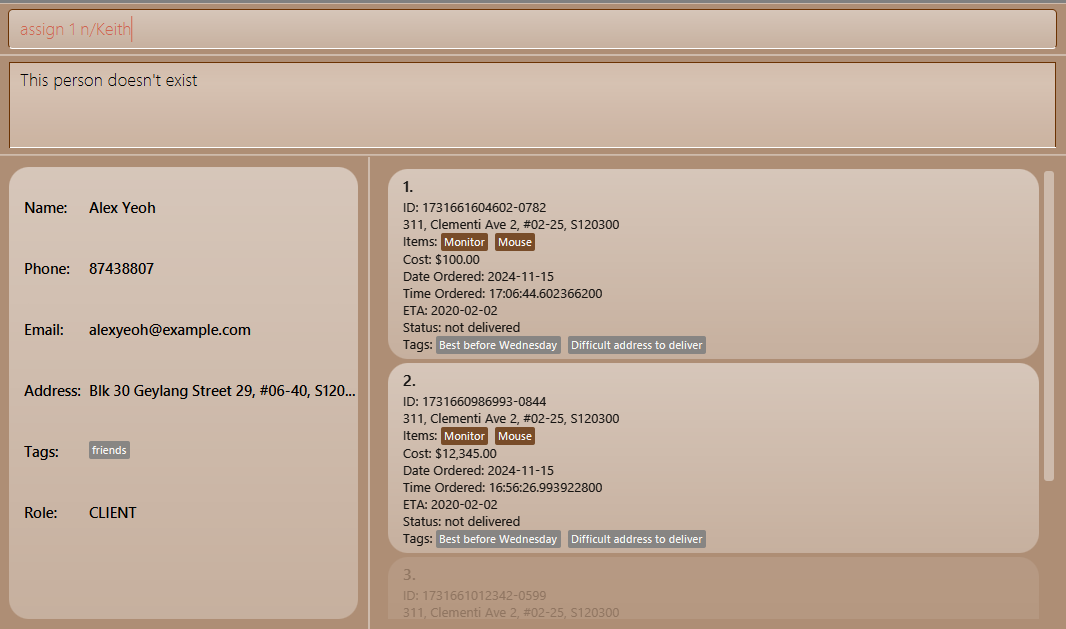 assign 1 n/Keith
This person doesn't exist
Name: Alex Yeoh
Phone: 87438807
Email: alexyeoh@example.com
Address: Blk 30 Geylang Street 29, #06-40, S120...
Tags: friends
Role: CLIENT
1.
ID: 1731661604602-0782
311, Clementi Ave 2, #02-25, S120300
Items: Monitor Mouse
Cost: $100.00
Date Ordered: 2024-11-15
Time Ordered: 17:06:44.602366200
ETA: 2020-02-02
Status: not delivered
Tags: Best before Wednesday Difficult address to deliver
2.
ID: 1731660986993-0844
311, Clementi Ave 2, #02-25, S120300
Items: Monitor Mouse
Cost: $12,345.00
Date Ordered: 2024-11-15
Time Ordered: 16:56:26.993922800
ETA: 2020-02-02
Status: not delivered
Tags: Best before Wednesday Difficult address to deliver
3.
ID: 1731661012342-0599
311, Clementi Ave 2, #02-25, S120300